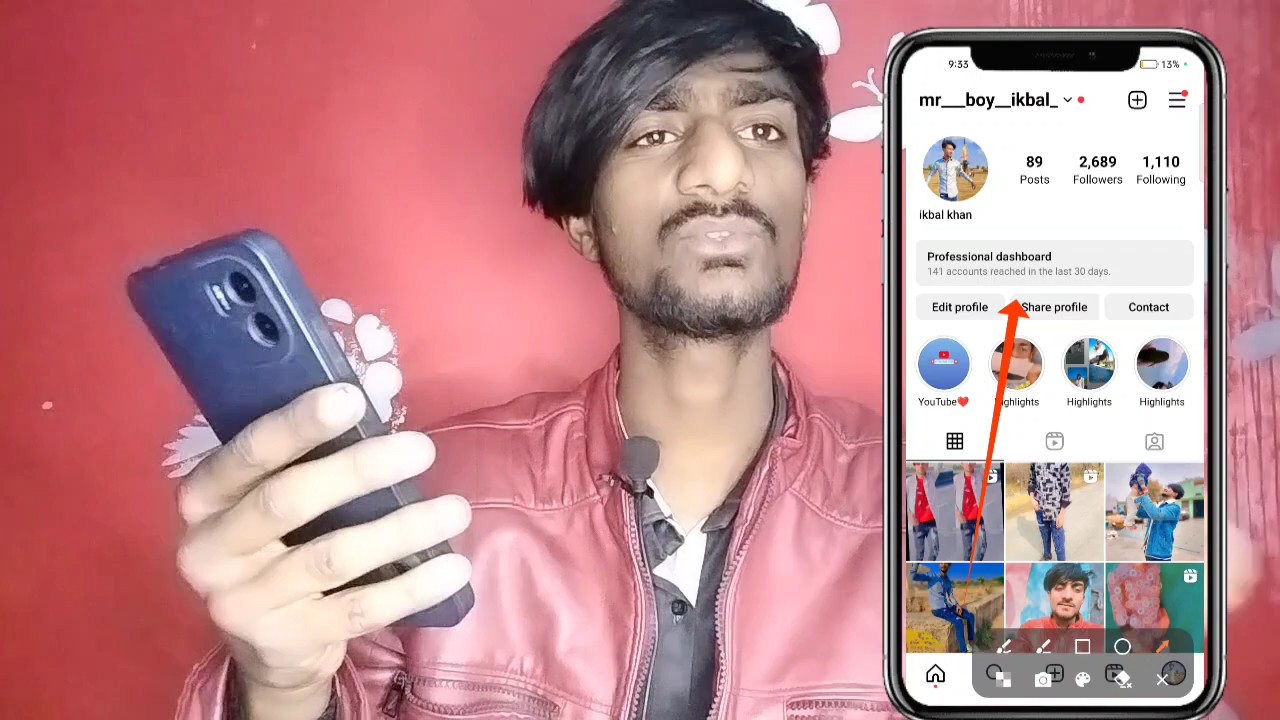 9:33
13%
mr___boy__ikbal_
89
2,689
1,110
Posts
Followers
Following
ikbal khan
Professional dashboard
141 accounts reached in the last 30 days.
Edit profile
Share profile
Contact
YouTube❤️
Highlights
Highlights
Highlights